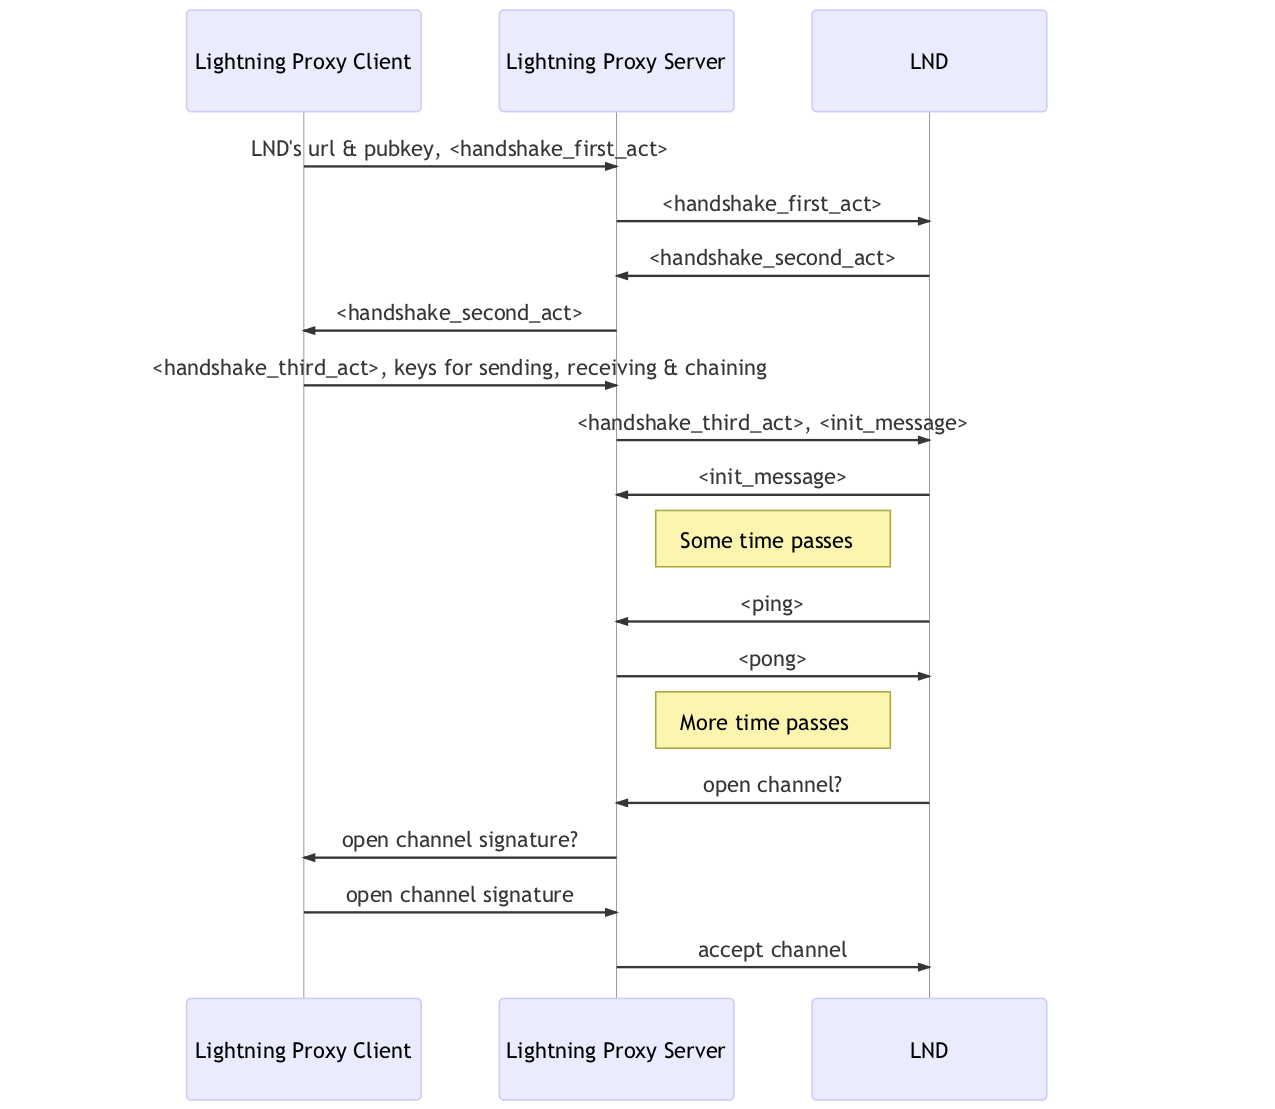 Lightning Proxy Client
Lightning Proxy Server
LND
LND's url & pubkey, <handshake_first_act>
<handshake_first_act>
<handshake_second_act>
<handshake_second_act>
<handshake_third_act>, keys for sending, receiving & chaining
<handshake_third_act>, <init_message>
<init_message>
Some time passes
<ping>
<pong>
More time passes
open channel?
open channel signature?
open channel signature
accept channel
Lightning Proxy Client
Lightning Proxy Server
LND